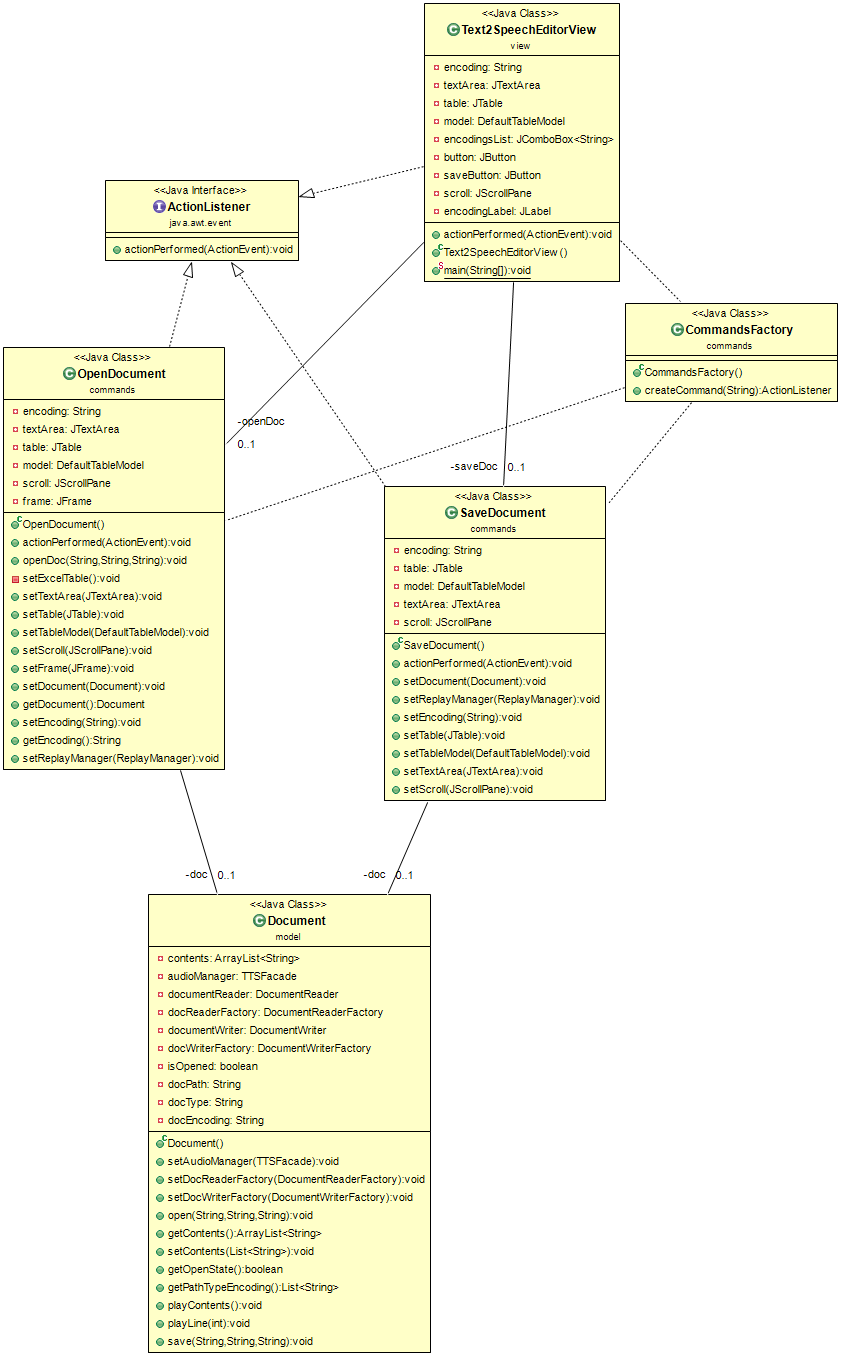 <<Java Class>>
Text2SpeechEditorView
view
encoding: String
textArea: JTextArea
table: JTable
model: DefaultTableModel
encodingsList: JComboBox<String>
button: JButton
saveButton: JButton
scroll: JScrollPane
encodingLabel: JLabel
actionPerformed(ActionEvent):void
Text2SpeechEditorView()
main(String[]):void
<<Java Interface>>
ActionListener
java.awt.event
actionPerformed(ActionEvent):void
<<Java Class>>
CommandsFactory
commands
CommandsFactory()
createCommand(String):ActionListener
<<Java Class>>
OpenDocument
commands
encoding: String
textArea: JTextArea
table: JTable
model: DefaultTableModel
scroll: JScrollPane
frame: JFrame
OpenDocument()
actionPerformed(ActionEvent):void
openDoc(String,String,String):void
setExcelTable():void
setTextArea(JTextArea):void
setTable(JTable):void
setTableModel(DefaultTableModel):void
setScroll(JScrollPane):void
setFrame(JFrame):void
setDocument(Document):void
getDocument():Document
setEncoding(String):void
getEncoding():String
setReplayManager(ReplayManager):void
-openDoc
0..1
-saveDoc 0..1
<<Java Class>>
SaveDocument
commands
encoding: String
table: JTable
model: DefaultTableModel
textArea: JTextArea
scroll: JScrollPane
SaveDocument()
actionPerformed(ActionEvent):void
setDocument(Document):void
setReplayManager(ReplayManager):void
setEncoding(String):void
setTable(JTable):void
setTableModel(DefaultTableModel):void
setTextArea(JTextArea):void
setScroll(JScrollPane):void
-doc 0..1
-doc 0..1
<<Java Class>>
Document
model
contents: ArrayList<String>
audioManager: TTSFacade
documentReader: DocumentReader
docReaderFactory: DocumentReaderFactory
documentWriter: DocumentWriter
docWriterFactory: DocumentWriterFactory
isOpened: boolean
docPath: String
docType: String
docEncoding: String
Document()
setAudioManager(TTSFacade):void
setDocReaderFactory(DocumentReaderFactory):void
setDocWriterFactory(DocumentWriterFactory):void
open(String,String,String):void
getContents():ArrayList<String>
setContents(List<String>):void
getOpenState():boolean
getPathTypeEncoding():List<String>
playContents():void
playLine(int):void
save(String,String,String):void